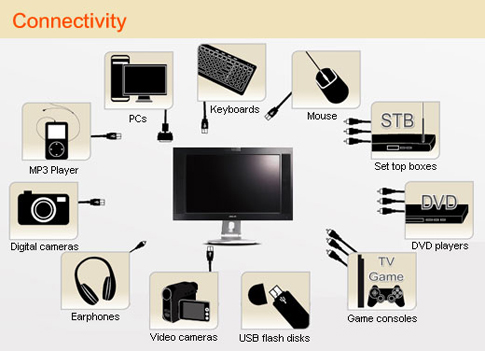 Connectivity
PCs
Keyboards
Mouse
STB
Set top boxes
MP3 Player
DVD
DVD players
Digital cameras
TV
Game
Game consoles
Earphones
Video cameras
USB flash disks